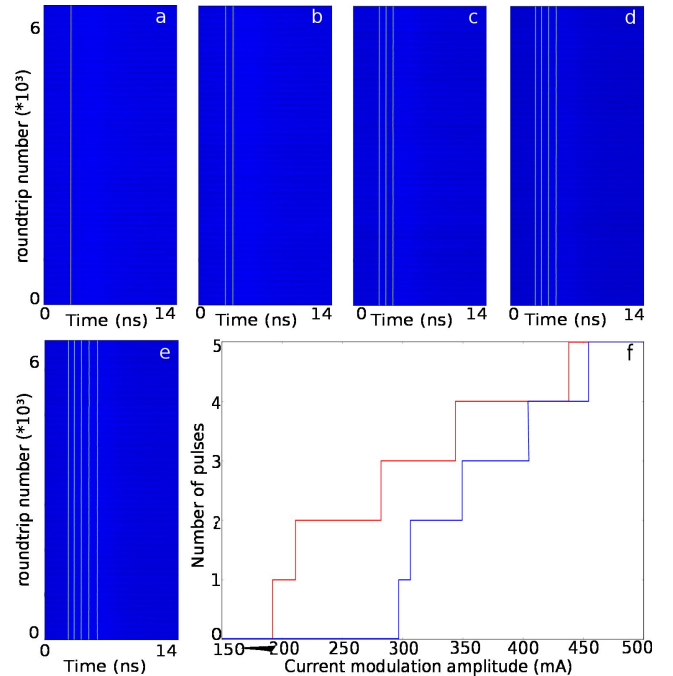 a
b
c
d
6
0
roundtrip number (*10³)
0 Time (ns) 14
0 Time (ns) 14
0 Time (ns) 14
0 Time (ns) 14
e
6
0
roundtrip number (*10³)
0 14
Time (ns)
f
5
4
3
2
1
0
Number of pulses
150 200 250 300 350 400 450 500
Current modulation amplitude (mA)